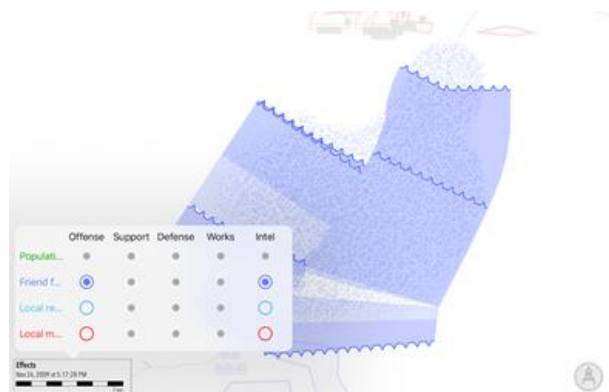 Offense Support Defense Works Intel
Populati...
Friend f...
Local re...
Local m...
Effects
Nov 26, 2009 at 5:17:28 PM